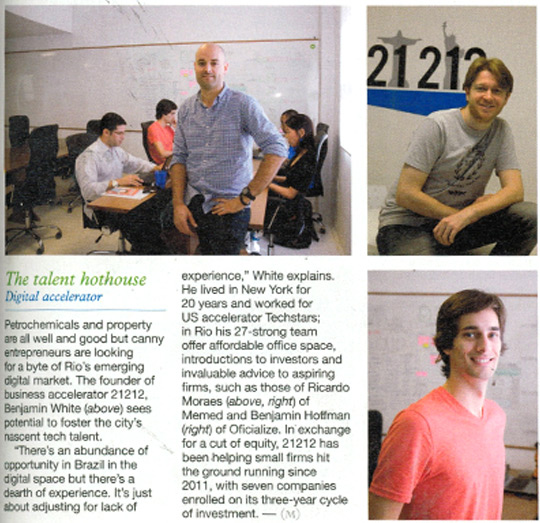 21212
The talent hothouse
Digital accelerator
Petrochemicals and property
are all well and good but canny
entrepreneurs are looking
for a byte of Rio's emerging
digital market. The founder of
business accelerator 21212,
Benjamin White (above) sees
potential to foster the city's
nascent tech talent.
"There's an abundance of
opportunity in Brazil in the
digital space but there's a
dearth of experience. It's just
about adjusting for lack of
experience," White explains.
He lived in New York for
20 years and worked for
US accelerator Techstars;
in Rio his 27-strong team
offer affordable office space,
introductions to investors and
invaluable advice to aspiring
firms, such as those of Ricardo
Moraes (above, right) of
Memed and Benjamin Hoffman
(right) of Oficialize. In exchange
for a cut of equity, 21212 has
been helping small firms hit
the ground running since
2011, with seven companies
enrolled on its three-year cycle
of investment. — (M)